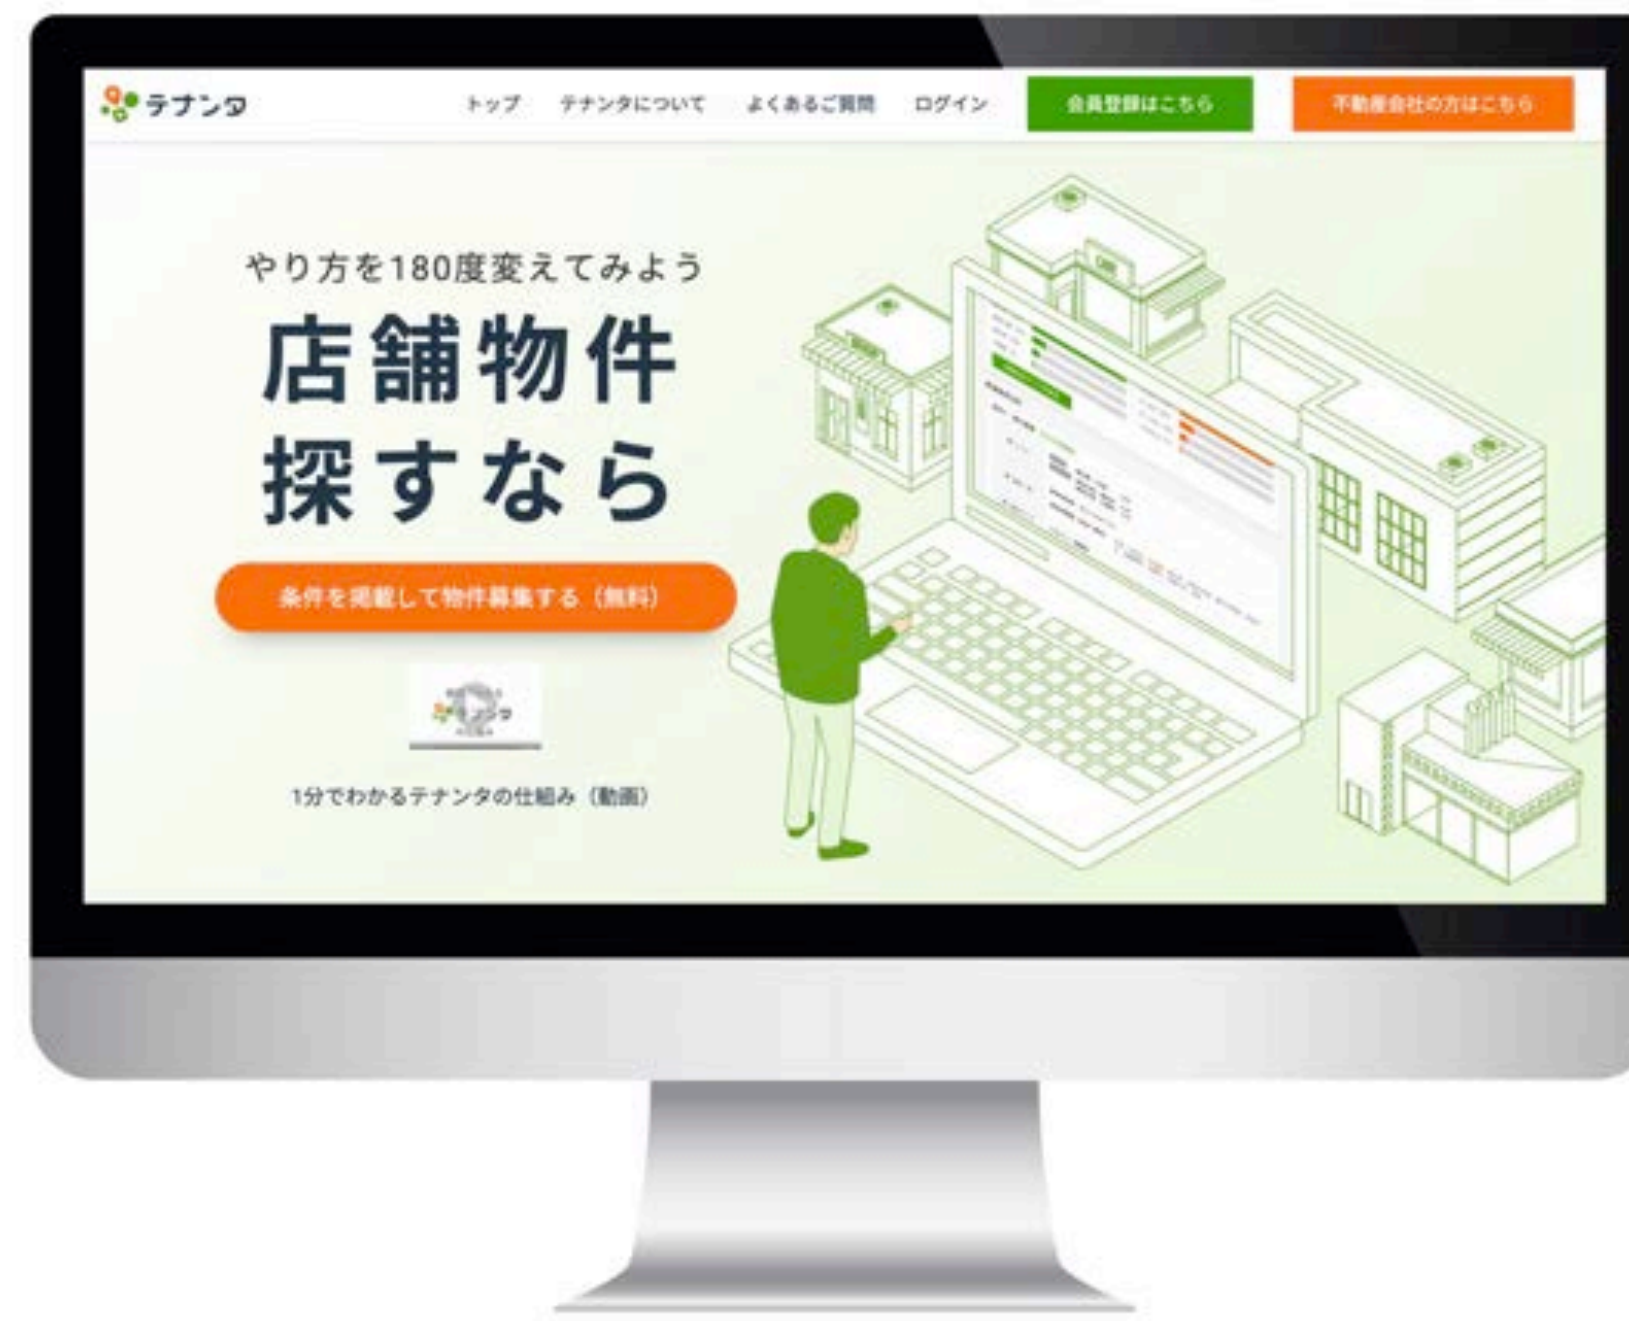 テナンタ
トップ
テナンタについて
よくあるご質問
ログイン
会員登録はこちら
不動産会社の方はこちら
やり方を180度変えてみよう
店舗物件
探すなら
条件を掲載して物件募集する（無料）
テナンタ
1分でわかるテナンタの仕組み（動画）